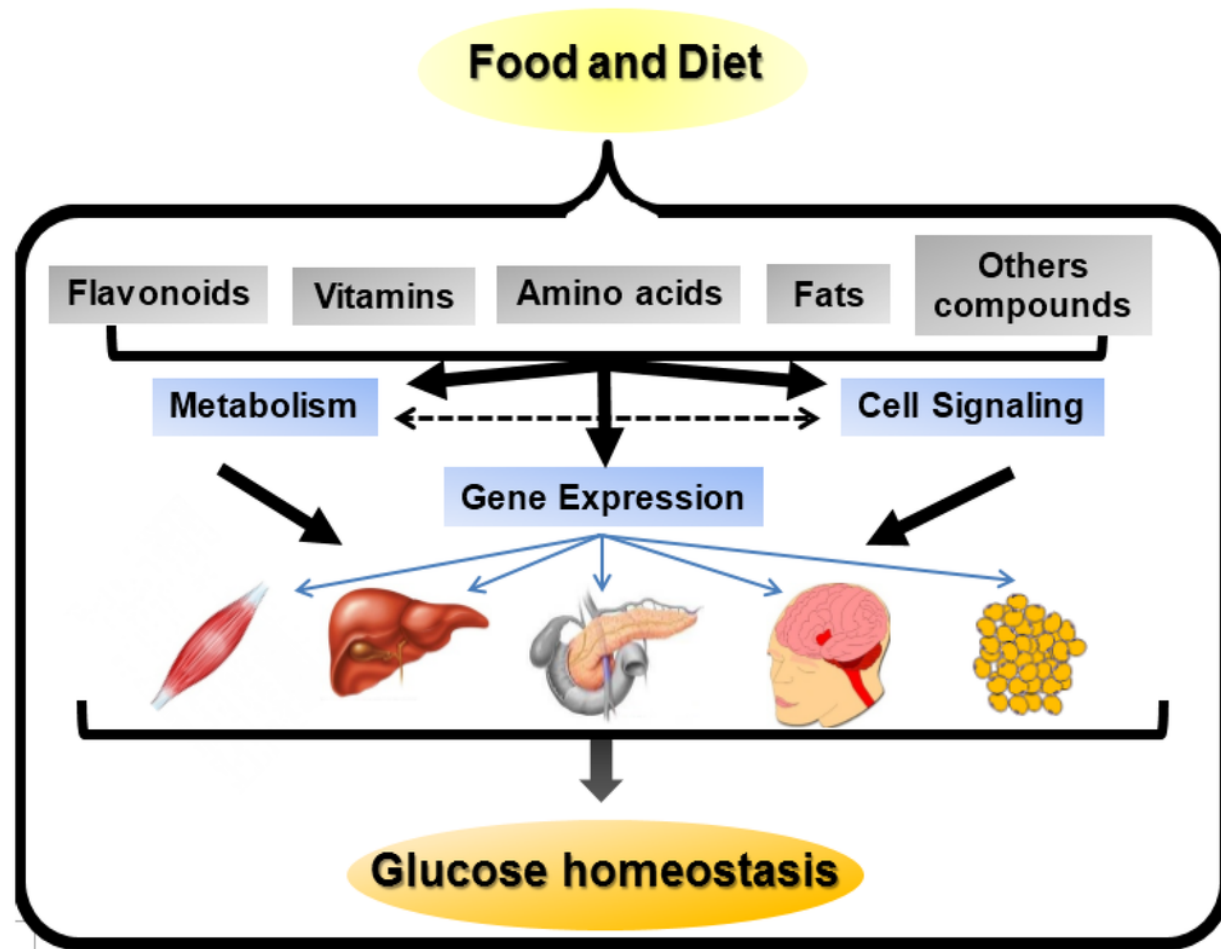 Food and Diet
Flavonoids
Vitamins
Amino acids
Fats
Others
compounds
Metabolism
Cell Signaling
Gene Expression
Glucose homeostasis